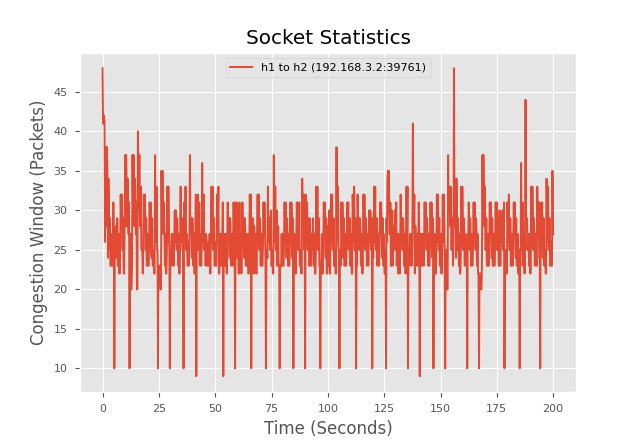 Socket Statistics
h1 to h2 (192.168.3.2:39761)
45
40
35
30
25
20
15
10
Congestion Window (Packets)
0 25 50 75 100 125 150 175 200
Time (Seconds)